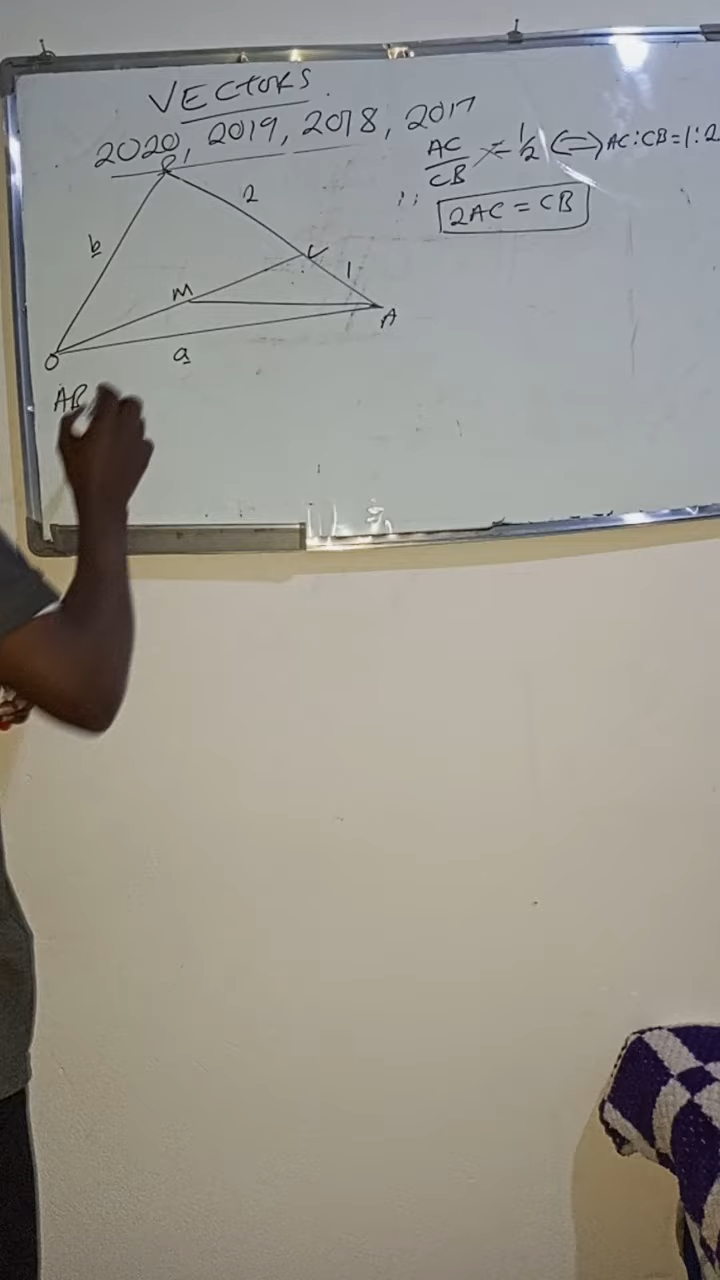 VECTORS
2020, 2019, 2018, 2017
AC/CB = 1/2 ⟺ AC:CB=1:2
2AC = CB
B
2
b
C
1
M
A
O
a
AB